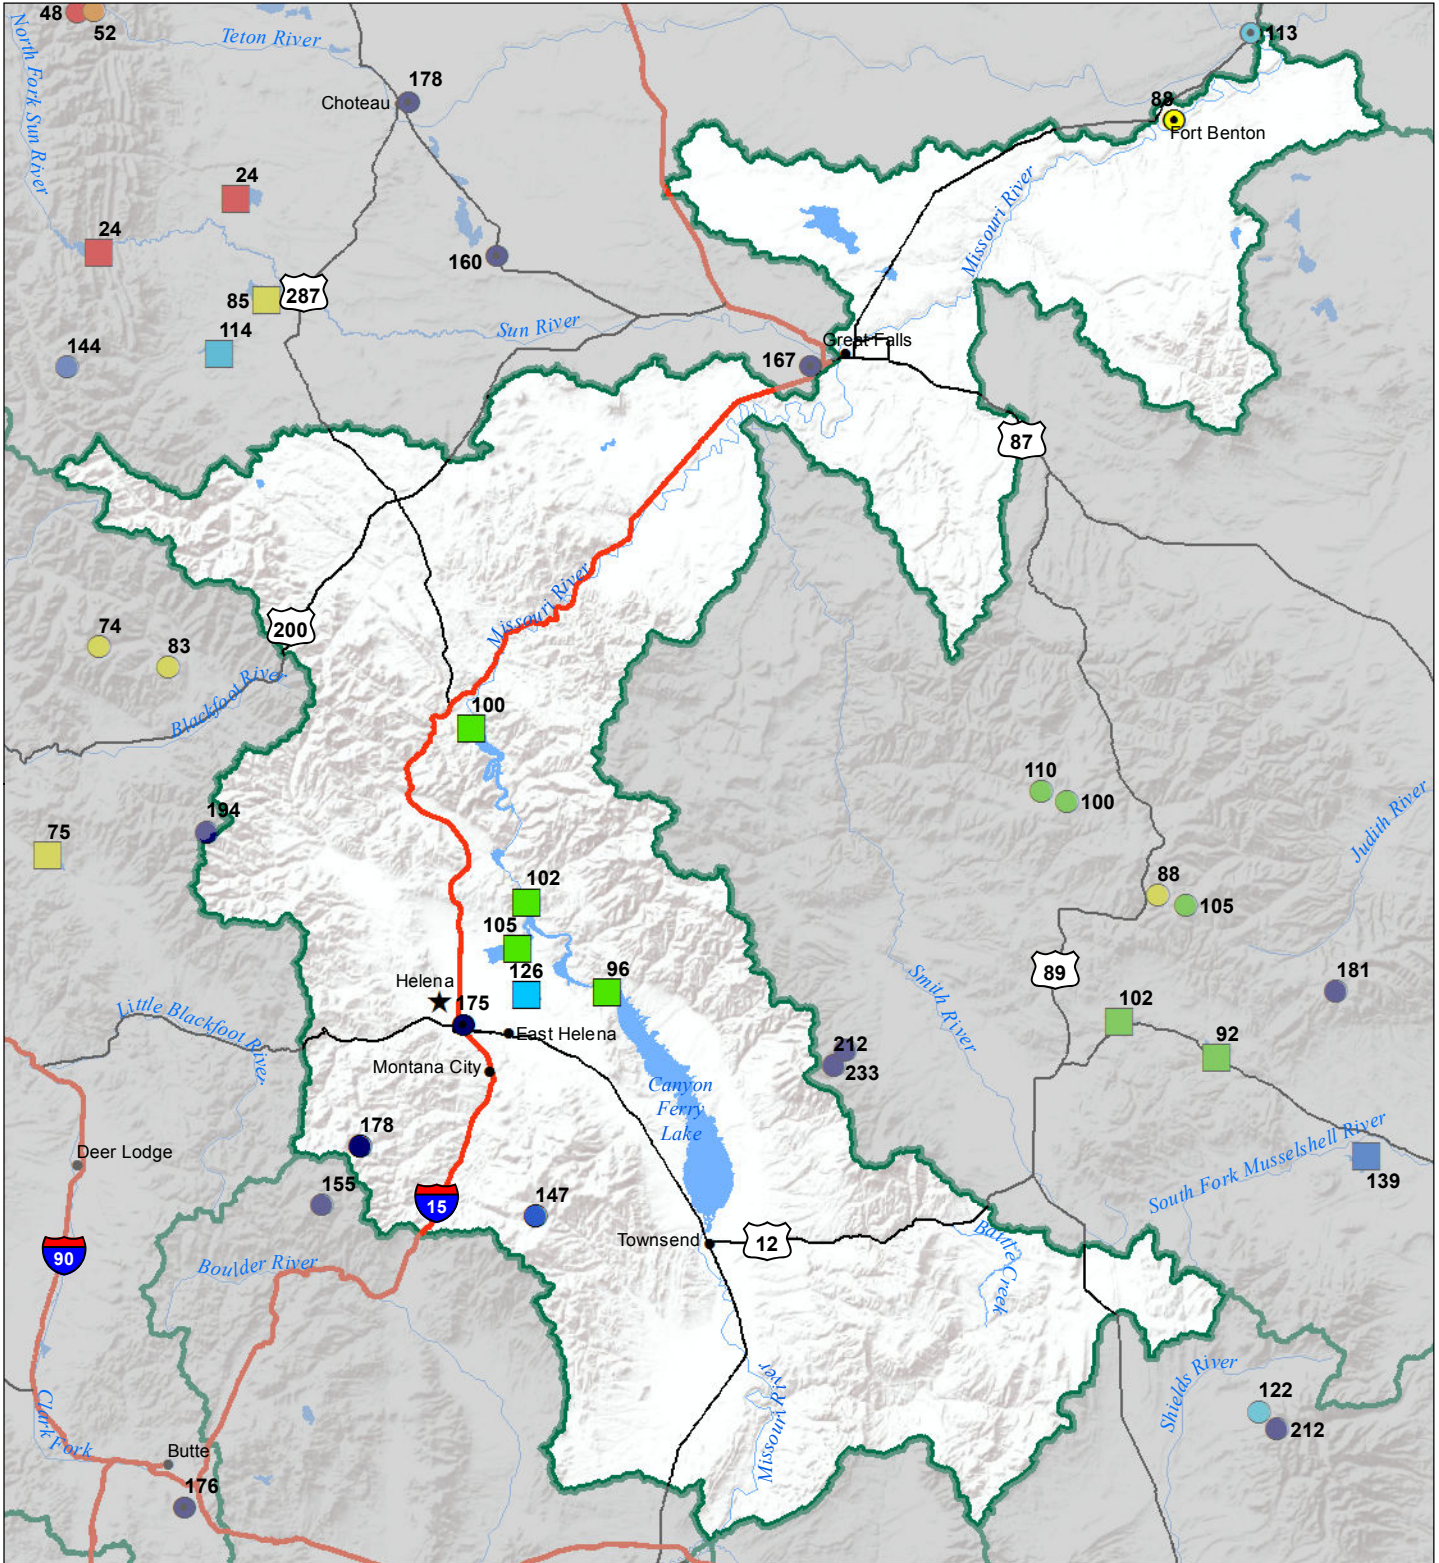 48
52
Teton River
North Fork Sun River
113
178
Choteau
88
Fort Benton
24
24
Missouri River
160
85
287
114
Sun River
144
Great Falls
167
87
Missouri River
200
74
83
Blackfoot River
100
110
100
Judith River
194
75
102
88
105
105
126
96
Helena
175
East Helena
Little Blackfoot River
Smith River
89
181
102
92
212
233
Montana City
Canyon
Ferry
Lake
178
Deer Lodge
155
15
147
South Fork Musselshell River
139
Townsend
12
Battle Creek
90
Boulder River
Missouri River
Shields River
122
212
Clark Fork
Butte
176